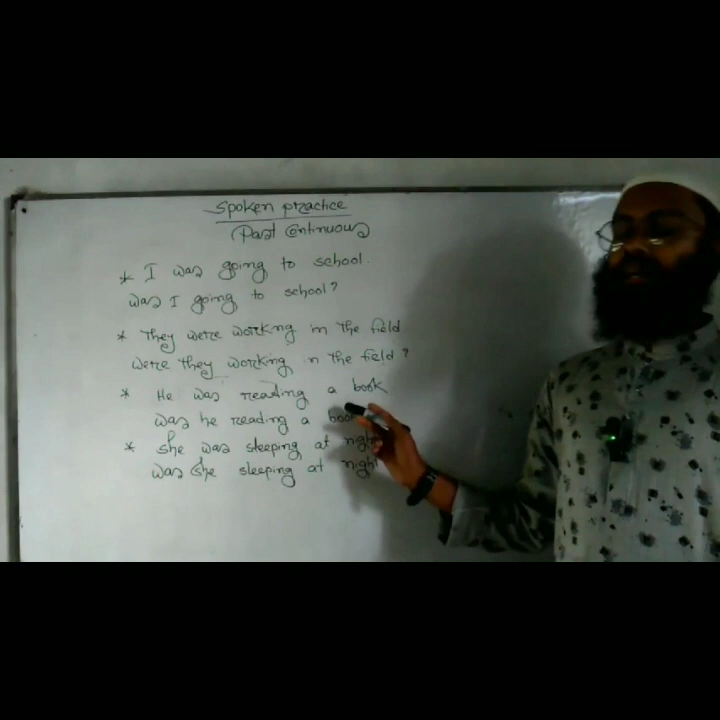 Spoken practice
Past Continuous
* I was going to school.
was I going to school?
* They were working in the field
were they working n the field?
* He was reading a book
was he reading a boo
* she was sleeping at night
was she sleeping at night